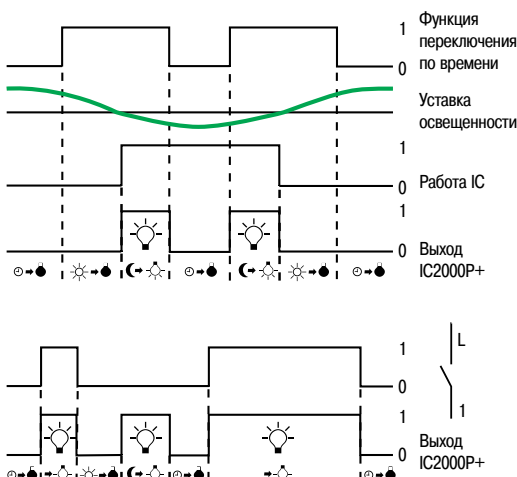 1
Функция
переключения
0
по времени
Уставка
освещенности
1
0
Работа IC
1
0
Выход
IC2000P+
1
L
0
1
1
0
Выход
IC2000P+